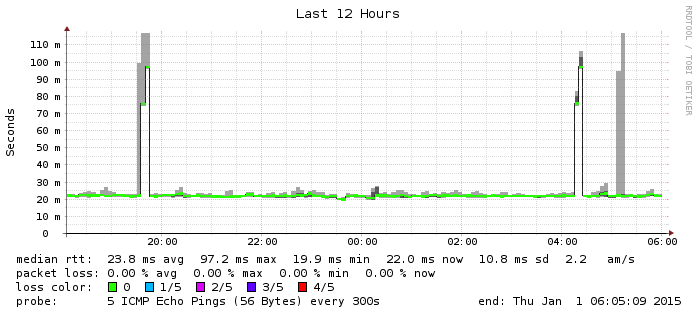 Last 12 Hours
RRDTOOL / TOBI OETIKER
Seconds
110 m
100 m
90 m
80 m
70 m
60 m
50 m
40 m
30 m
20 m
10 m
0
20:00 22:00 00:00 02:00 04:00 06:00
median rtt: 23.8 ms avg 97.2 ms max 19.9 ms min 22.0 ms now 10.8 ms sd 2.2 am/s
packet loss: 0.00 % avg 0.00 % max 0.00 % min 0.00 % now
loss color: 0 1/5 2/5 3/5 4/5
probe: 5 ICMP Echo Pings (56 Bytes) every 300s end: Thu Jan 1 06:05:09 2015